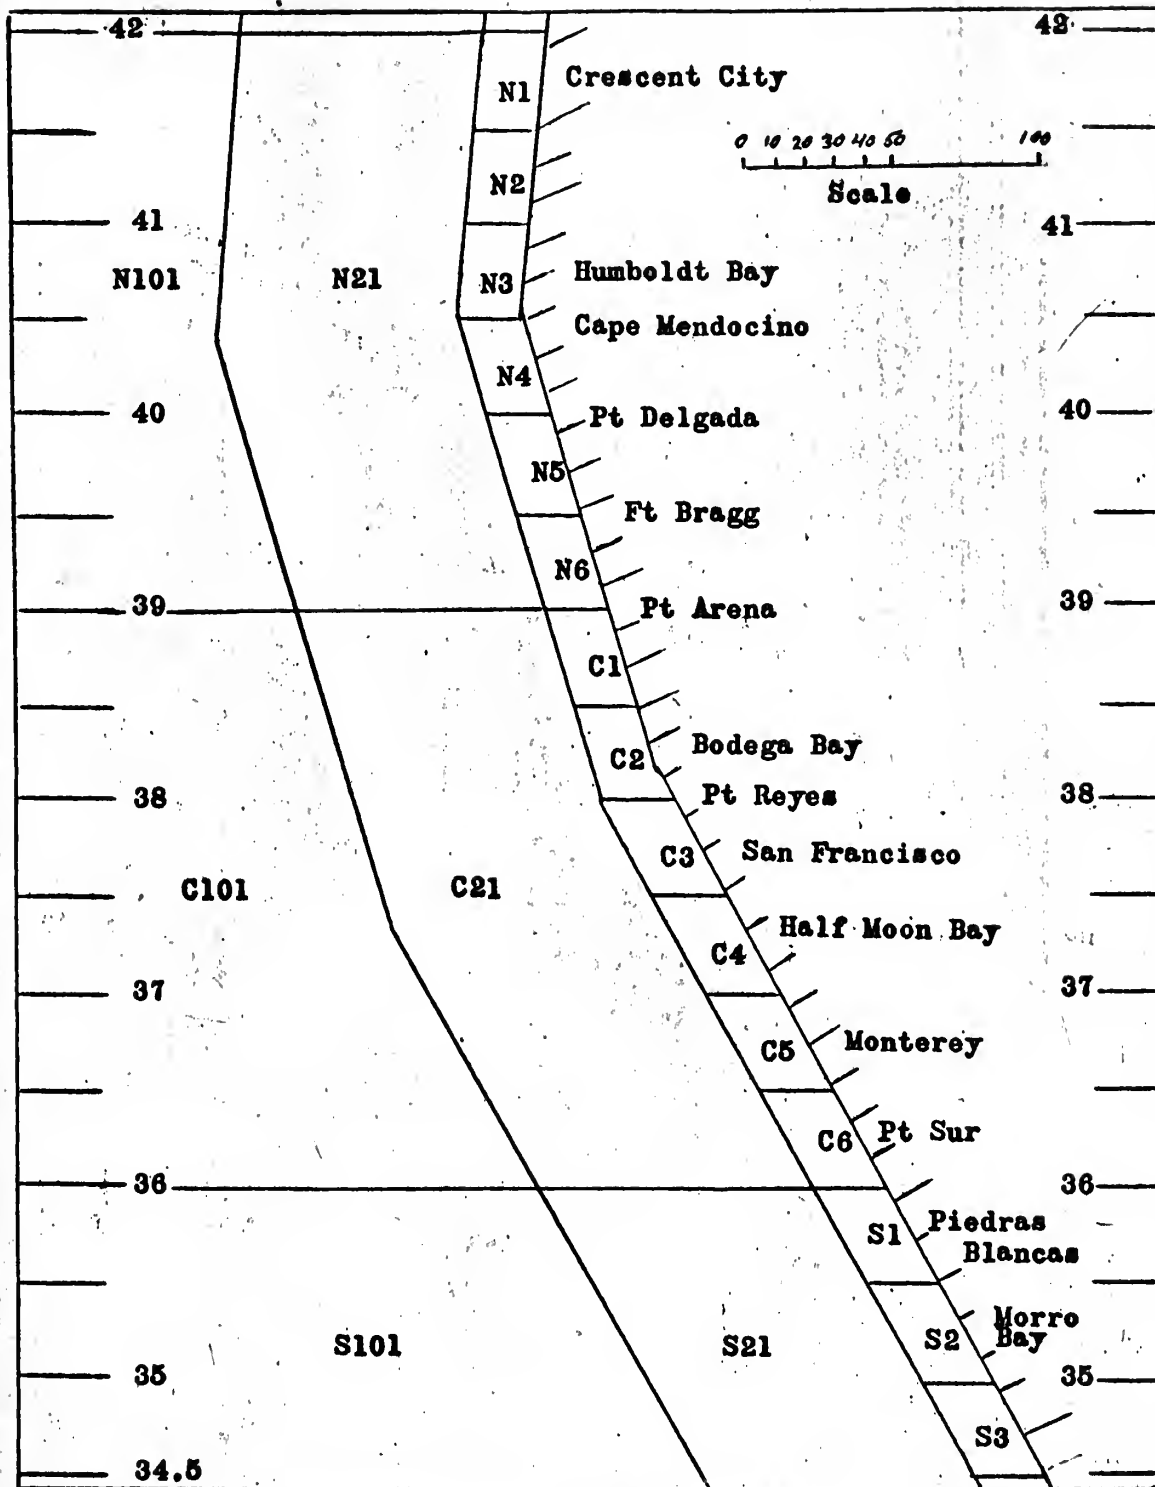 42 42
N1 Crescent City
0 10 20 30 40 50 100
Scale
N2
41 41
N101 N21 N3 Humboldt Bay
Cape Mendocino
N4
40 Pt Delgada 40
N5
Ft Bragg
N6
39 Pt Arena 39
C1
C2 Bodega Bay
38 Pt Reyes 38
C3 San Francisco
C101 C21
C4 Half Moon Bay
37 37
C5 Monterey
C6 Pt Sur
36 36
S1 Piedras
Blancas
Morro
S101 S21 S2 Bay
35 35
S3
34.5